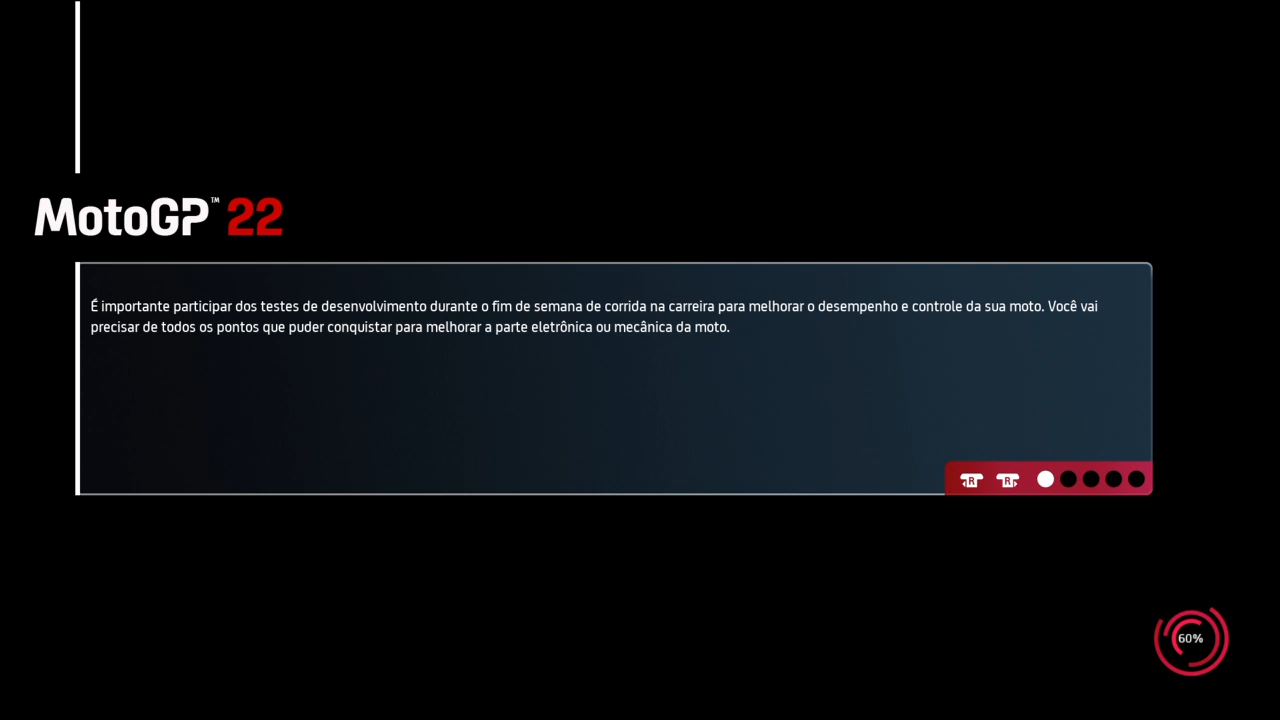 MotoGP™ 22
É importante participar dos testes de desenvolvimento durante o fim de semana de corrida na carreira para melhorar o desempenho e controle da sua moto. Você vai
precisar de todos os pontos que puder conquistar para melhorar a parte eletrônica ou mecânica da moto.
R R
60%